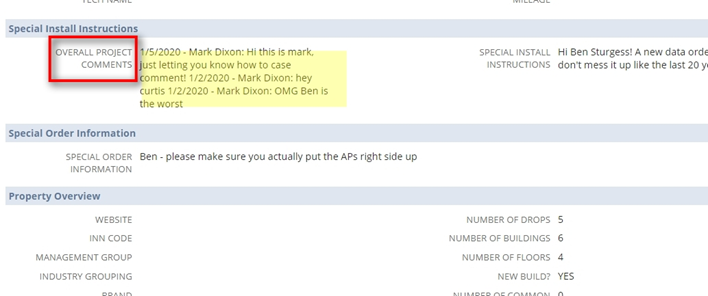 TECH NAME MILEAGE
Special Install Instructions
OVERALL PROJECT COMMENTS
1/5/2020 - Mark Dixon: Hi this is mark,
just letting you know how to case
comment! 1/2/2020 - Mark Dixon: hey
curtis 1/2/2020 - Mark Dixon: OMG Ben is
the worst
SPECIAL INSTALL INSTRUCTIONS
Hi Ben Sturgess! A new data orde
don't mess it up like the last 20 y
Special Order Information
SPECIAL ORDER INFORMATION
Ben - please make sure you actually put the APs right side up
Property Overview
WEBSITE
NUMBER OF DROPS 5
INN CODE
NUMBER OF BUILDINGS 6
MANAGEMENT GROUP
NUMBER OF FLOORS 4
INDUSTRY GROUPING
NEW BUILD? YES
BRAND
NUMBER OF COMMON 0